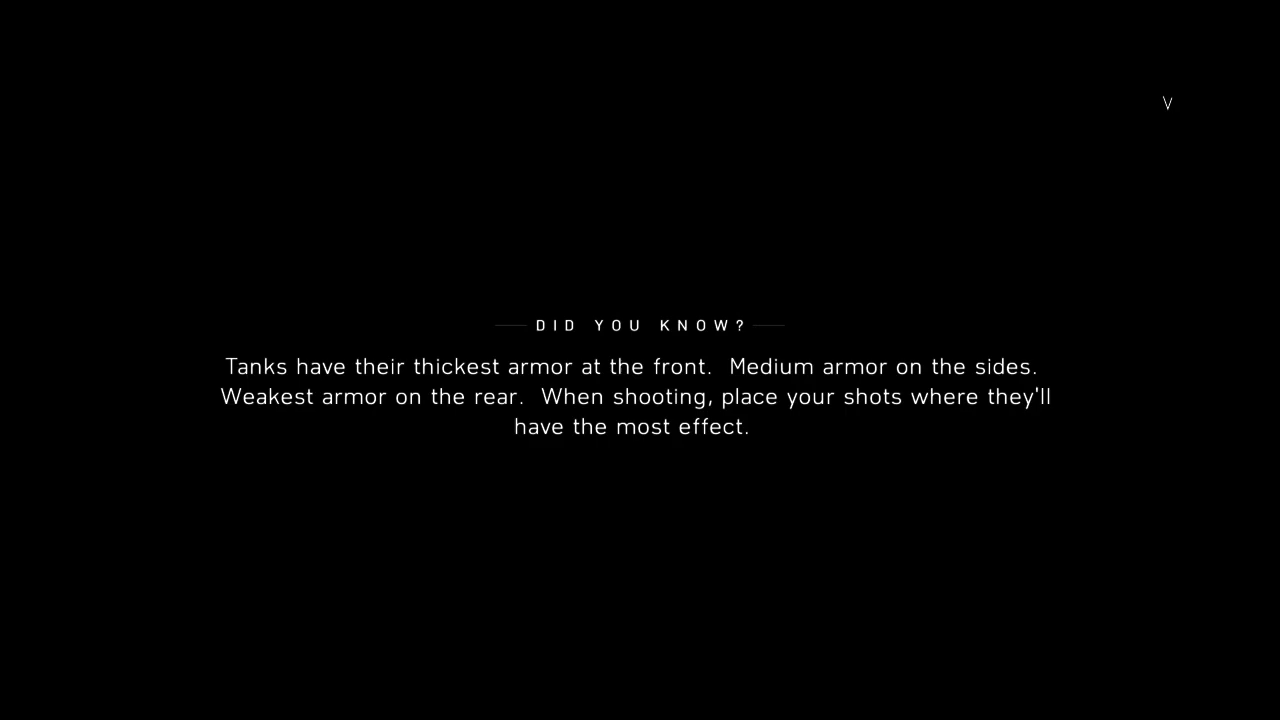 V
DID YOU KNOW?
Tanks have their thickest armor at the front.  Medium armor on the sides.
Weakest armor on the rear.  When shooting, place your shots where they'll
have the most effect.